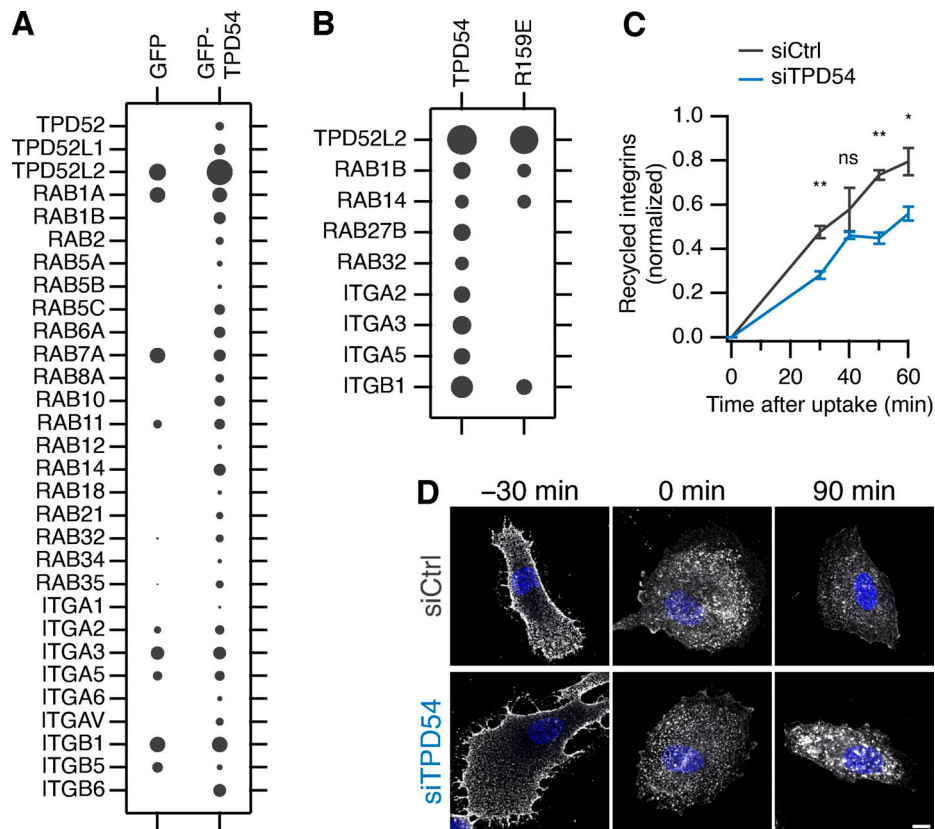 A
GFP
GFP-
TPD54
TPD52
TPD52L1
TPD52L2
RAB1A
RAB1B
RAB2
RAB5A
RAB5B
RAB5C
RAB6A
RAB7A
RAB8A
RAB10
RAB11
RAB12
RAB14
RAB18
RAB21
RAB32
RAB34
RAB35
ITGA1
ITGA2
ITGA3
ITGA5
ITGA6
ITGAV
ITGB1
ITGB5
ITGB6
B
TPD54
R159E
TPD52L2
RAB1B
RAB14
RAB27B
RAB32
ITGA2
ITGA3
ITGA5
ITGB1
C
siCtrl
siTPD54
Recycled integrins
(normalized)
1.0
0.8
0.6
0.4
0.2
0.0
** ns ** *
0 20 40 60
Time after uptake (min)
D
−30 min 0 min 90 min
siCtrl
siTPD54